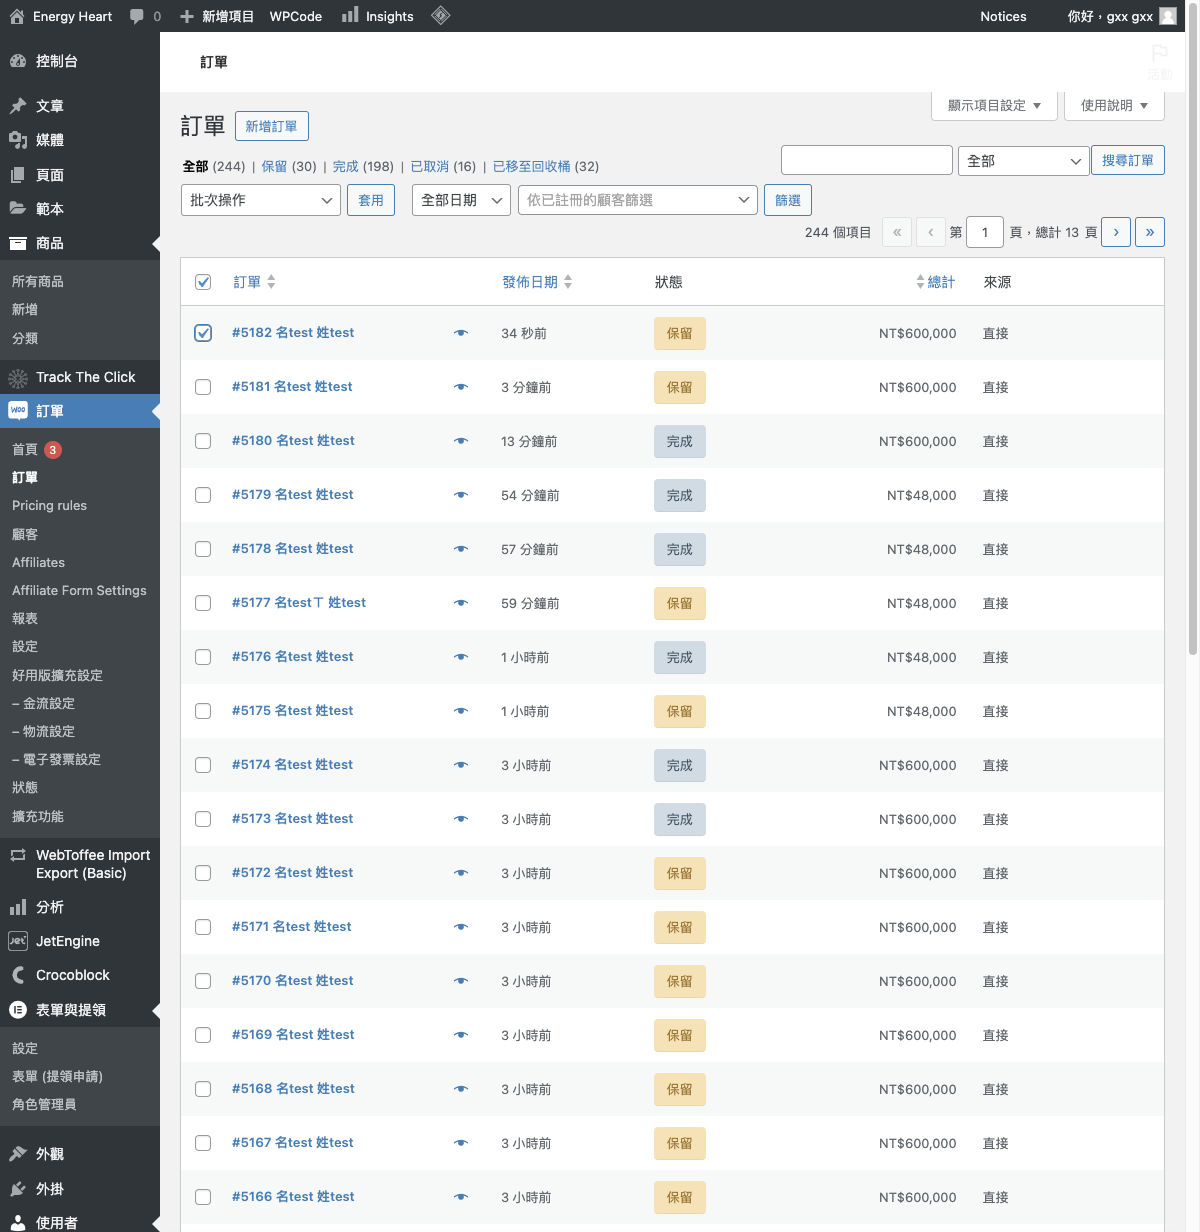 Energy Heart 0 新增項目 WPCode Insights Notices 你好，gxx gxx
控制台
文章
媒體
頁面
範本
商品
所有商品
新增
分類
Track The Click
訂單
首頁 3
訂單
Pricing rules
顧客
Affiliates
Affiliate Form Settings
報表
設定
好用版擴充設定
– 金流設定
– 物流設定
– 電子發票設定
狀態
擴充功能
WebToffee Import
Export (Basic)
分析
JetEngine
Crocoblock
表單與提領
設定
表單 (提領申請)
角色管理員
外觀
外掛
使用者
訂單
活動
顯示項目設定 使用說明
訂單 新增訂單
全部 (244) | 保留 (30) | 完成 (198) | 已取消 (16) | 已移至回收桶 (32)
全部 搜尋訂單
批次操作 套用 全部日期 依已註冊的顧客篩選 篩選
244 個項目 « ‹ 第 1 頁，總計 13 頁 › »
訂單 發佈日期 狀態 總計 來源
#5182 名test 姓test 34 秒前 保留 NT$600,000 直接
#5181 名test 姓test 3 分鐘前 保留 NT$600,000 直接
#5180 名test 姓test 13 分鐘前 完成 NT$600,000 直接
#5179 名test 姓test 54 分鐘前 完成 NT$48,000 直接
#5178 名test 姓test 57 分鐘前 完成 NT$48,000 直接
#5177 名testㄒ 姓test 59 分鐘前 保留 NT$48,000 直接
#5176 名test 姓test 1 小時前 完成 NT$48,000 直接
#5175 名test 姓test 1 小時前 保留 NT$48,000 直接
#5174 名test 姓test 3 小時前 完成 NT$600,000 直接
#5173 名test 姓test 3 小時前 完成 NT$600,000 直接
#5172 名test 姓test 3 小時前 保留 NT$600,000 直接
#5171 名test 姓test 3 小時前 保留 NT$600,000 直接
#5170 名test 姓test 3 小時前 保留 NT$600,000 直接
#5169 名test 姓test 3 小時前 保留 NT$600,000 直接
#5168 名test 姓test 3 小時前 保留 NT$600,000 直接
#5167 名test 姓test 3 小時前 保留 NT$600,000 直接
#5166 名test 姓test 3 小時前 保留 NT$600,000 直接